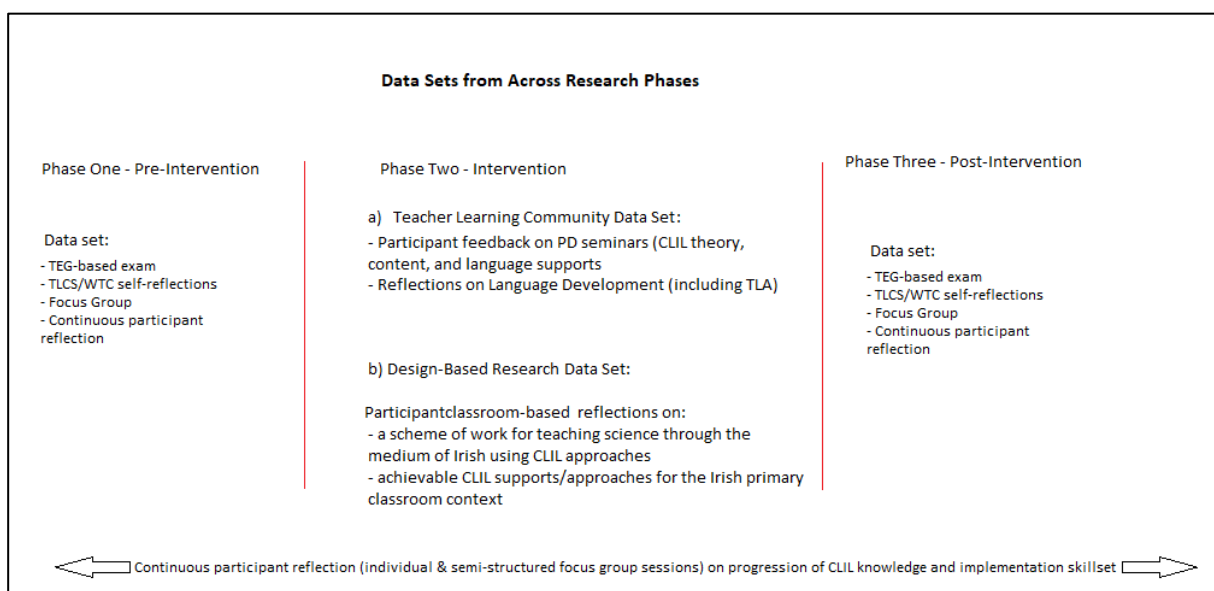 Data Sets from Across Research Phases
Phase One - Pre-Intervention
Data set:
- TEG-based exam
- TLCS/WTC self-reflections
- Focus Group
- Continuous participant
reflection
Phase Two - Intervention
a) Teacher Learning Community Data Set:
- Participant feedback on PD seminars (CLIL theory,
content, and language supports
- Reflections on Language Development (including TLA)
b) Design-Based Research Data Set:
Participantclassroom-based reflections on:
- a scheme of work for teaching science through the
medium of Irish using CLIL approaches
- achievable CLIL supports/approaches for the Irish primary
classroom context
Phase Three - Post-Intervention
Data set:
- TEG-based exam
- TLCS/WTC self-reflections
- Focus Group
- Continuous participant
reflection
Continuous participant reflection (individual & semi-structured focus group sessions) on progression of CLIL knowledge and implementation skillset